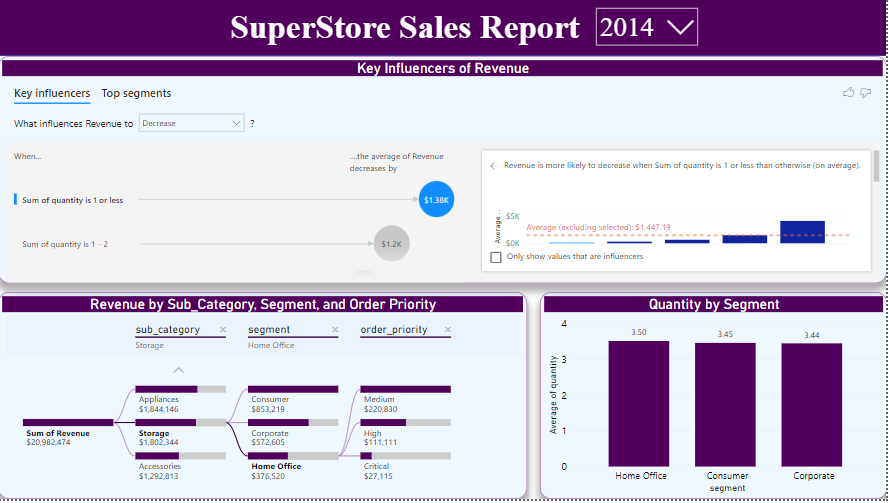 SuperStore Sales Report
2014
Key Influencers of Revenue
Key influencers Top segments
What influences Revenue to Decrease ?
When...
....the average of Revenue
decreases by
Sum of quantity is 1 or less
$1.38K
Sum of quantity is 1 - 2
$1.2K
Revenue is more likely to decrease when Sum of quantity is 1 or less than otherwise (on average).
Average ..
$5K
Average (excluding selected): $1,447.19
$0K
Only show values that are influencers
Revenue by Sub_Category, Segment, and Order Priority
sub_category
Storage
segment
Home Office
order_priority
Sum of Revenue
$20,982,474
Appliances
$1,844,146
Storage
$1,802,344
Accessories
$1,292,813
Consumer
$853,219
Corporate
$572,605
Home Office
$376,520
Medium
$220,830
High
$111,111
Critical
$27,115
Quantity by Segment
Average of quantity
4
3
2
1
0
3.50
3.45
3.44
Home Office
Consumer
Corporate
segment